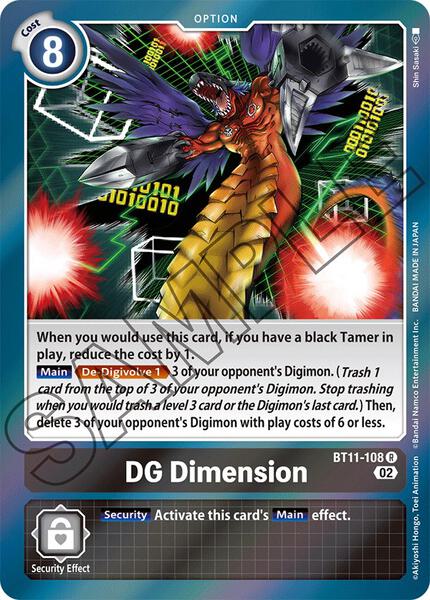 OPTION
Cost
8
Shin Sasaki
BANDAI MADE IN JAPAN
©Bandai Namco Entertainment Inc.
©Akiyoshi Hongo, Toei Animation
10101
01010010
00110010
01010010
SAMPLE
When you would use this card, if you have a black Tamer in
play, reduce the cost by 1.
Main De-Digivolve 1 3 of your opponent's Digimon. (Trash 1
card from the top of 3 of your opponent's Digimon. Stop trashing
when you would trash a level 3 card or the Digimon's last card.) Then,
delete 3 of your opponent's Digimon with play costs of 6 or less.
BT11-108 R
DG Dimension
02
Security Activate this card's Main effect.
Security Effect